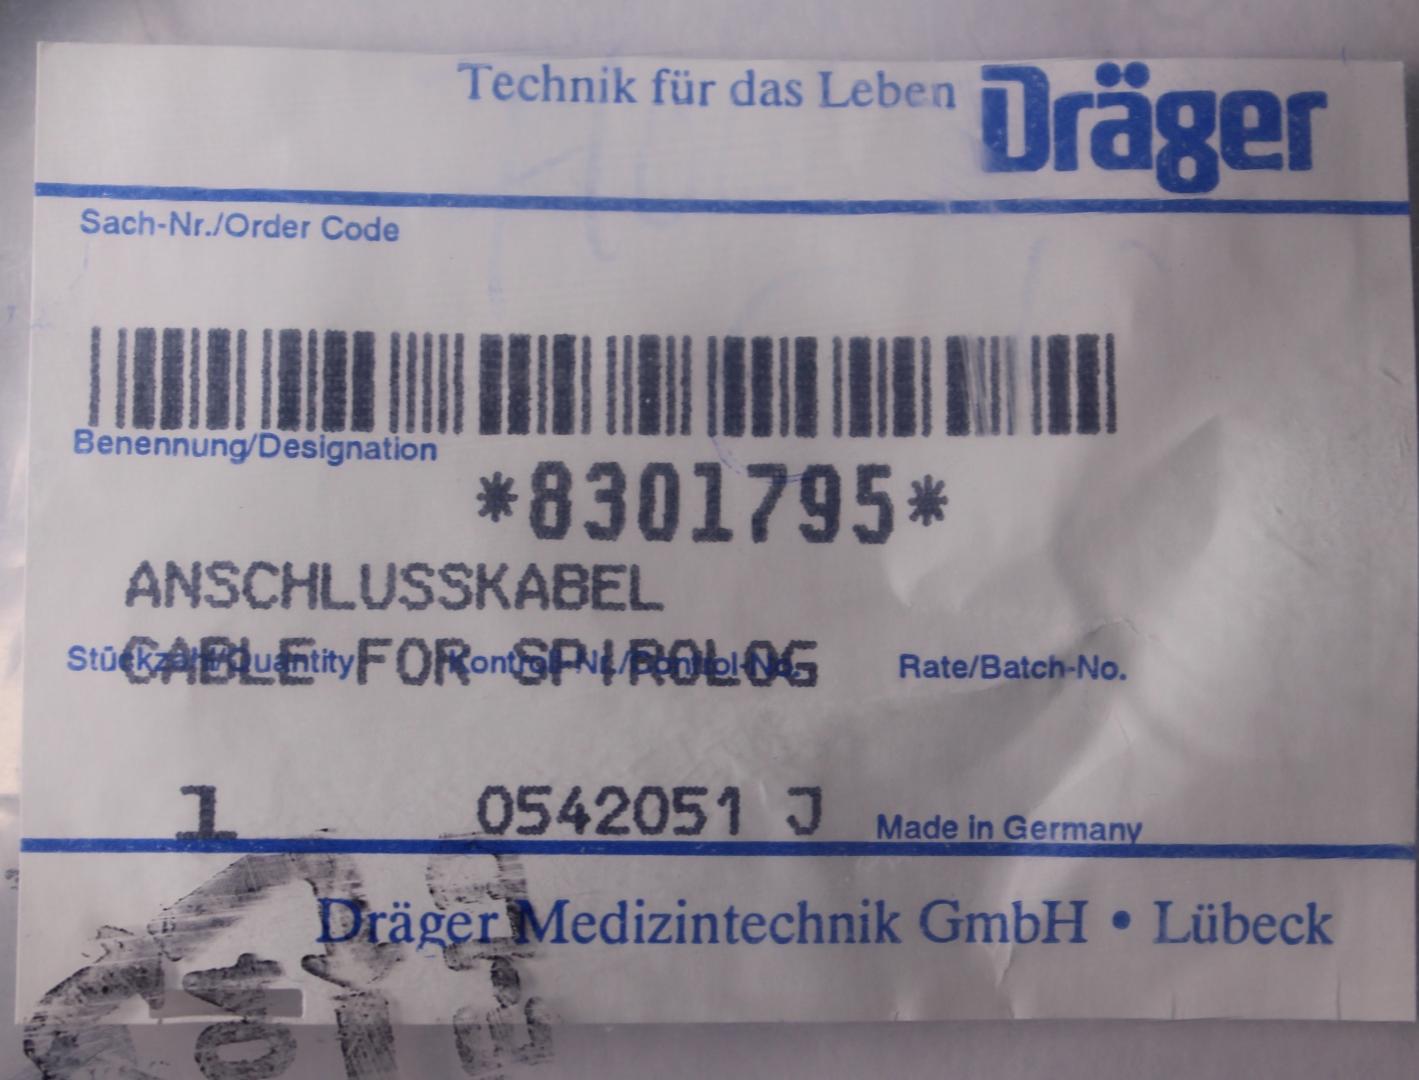 Technik für das Leben Dräger
Sach-Nr./Order Code
Benennung/Designation
*8301795*
ANSCHLUSSKABEL
CABLE FOR SPIROLOG
Stückzahl/Quantity Kontroll-Nr./Control-No. Rate/Batch-No.
1 0542051 J Made in Germany
Dräger Medizintechnik GmbH • Lübeck